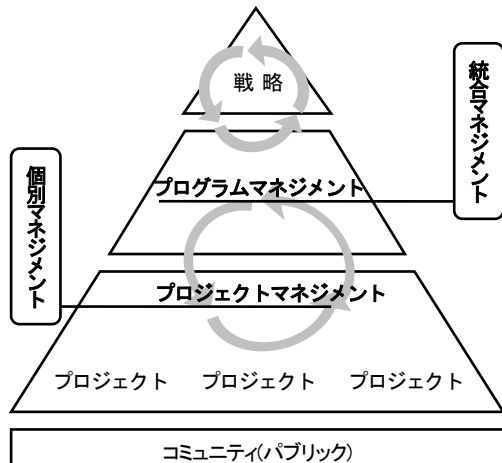 戦 略
統合マネジメント
プログラムマネジメント
個別マネジメント
プロジェクトマネジメント
プロジェクト プロジェクト プロジェクト
コミュニティ(パブリック)